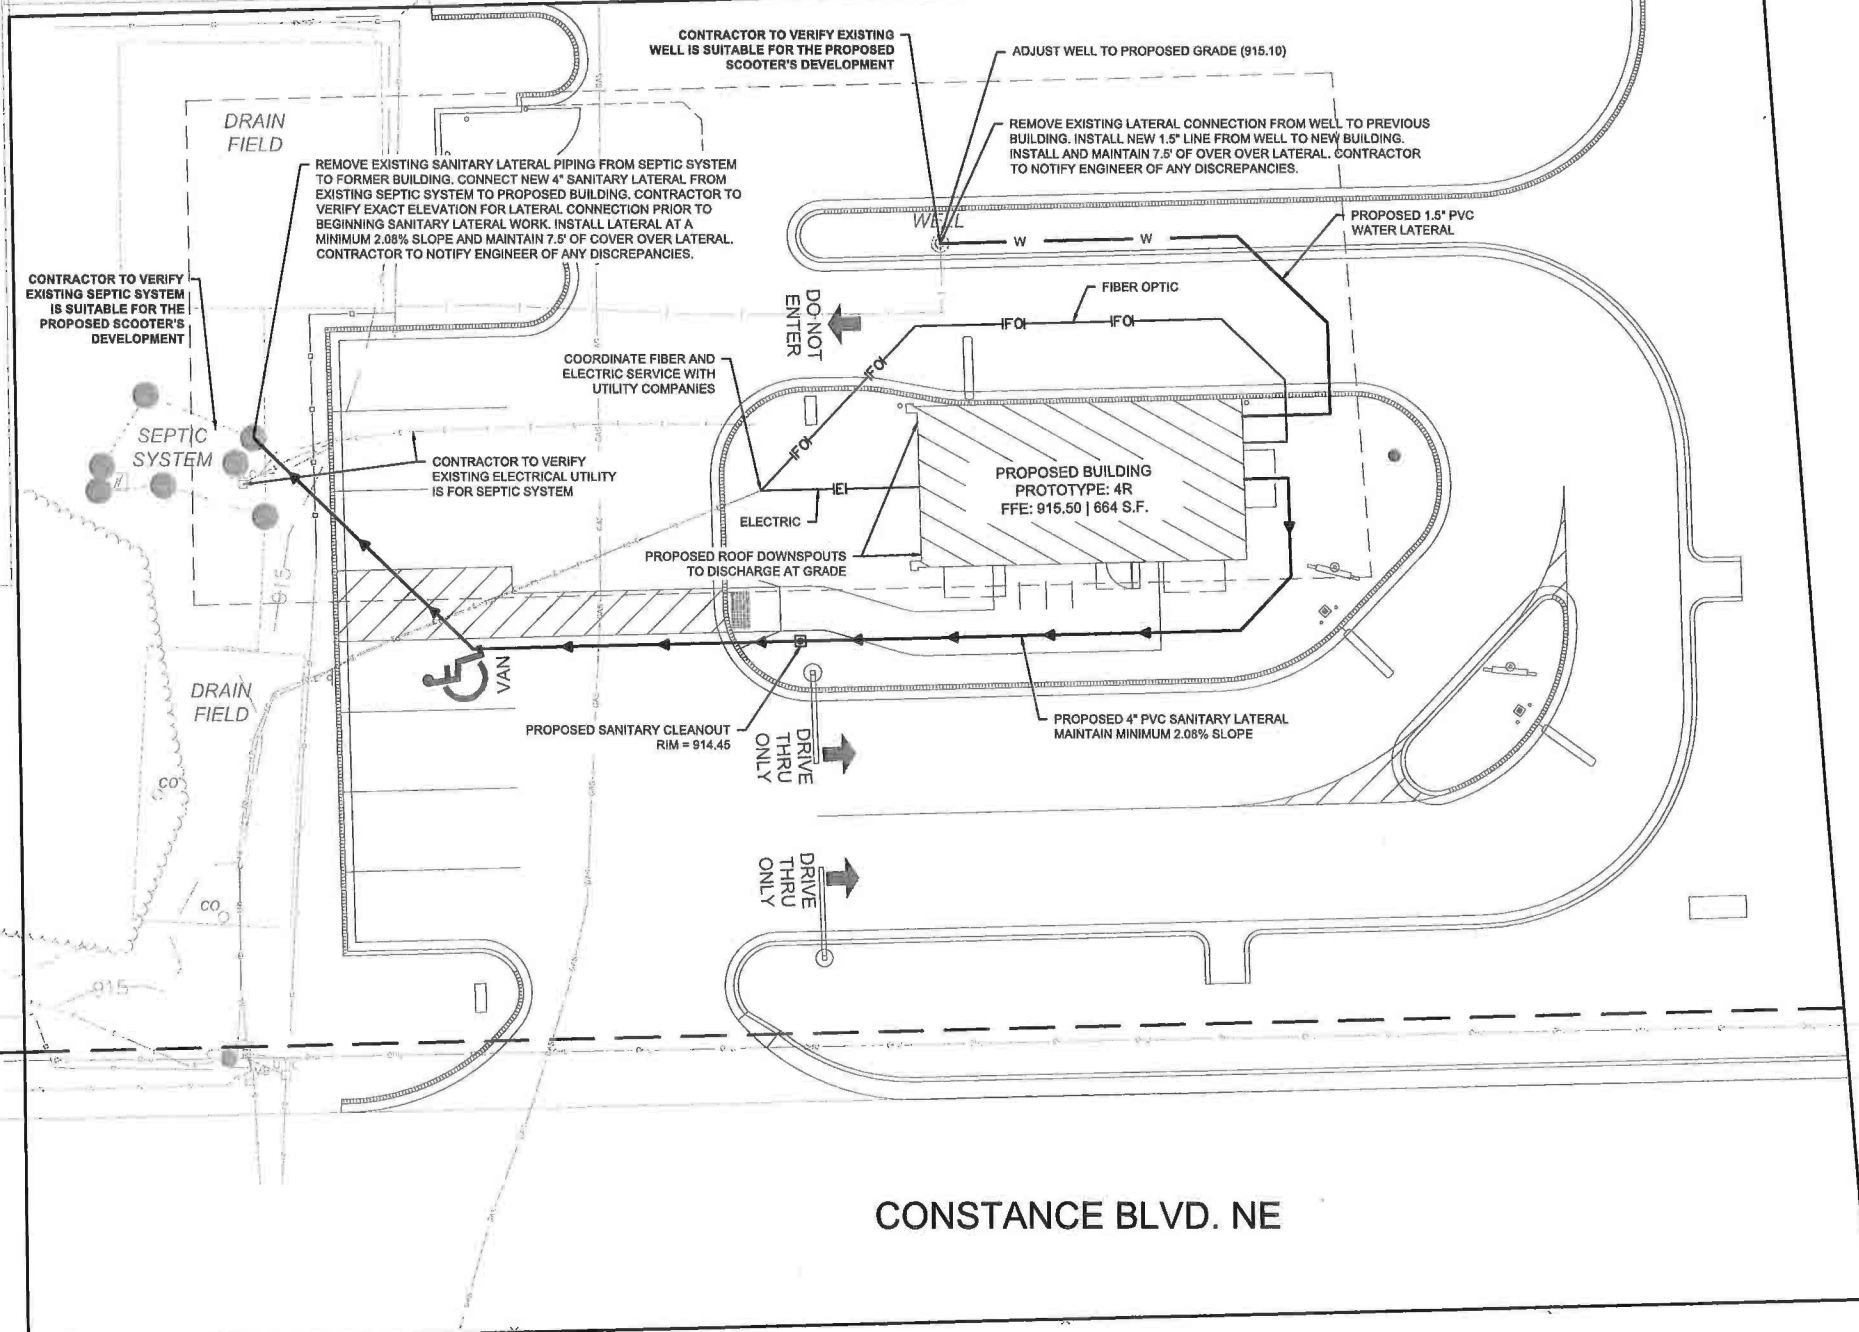 CONTRACTOR TO VERIFY EXISTING
WELL IS SUITABLE FOR THE PROPOSED
SCOOTER'S DEVELOPMENT
ADJUST WELL TO PROPOSED GRADE (915.10)
DRAIN
FIELD
REMOVE EXISTING LATERAL CONNECTION FROM WELL TO PREVIOUS
BUILDING. INSTALL NEW 1.5" LINE FROM WELL TO NEW BUILDING.
INSTALL AND MAINTAIN 7.5' OF OVER OVER LATERAL. CONTRACTOR
TO NOTIFY ENGINEER OF ANY DISCREPANCIES.
REMOVE EXISTING SANITARY LATERAL PIPING FROM SEPTIC SYSTEM
TO FORMER BUILDING. CONNECT NEW 4" SANITARY LATERAL FROM
EXISTING SEPTIC SYSTEM TO PROPOSED BUILDING. CONTRACTOR TO
VERIFY EXACT ELEVATION FOR LATERAL CONNECTION PRIOR TO
BEGINNING SANITARY LATERAL WORK. INSTALL LATERAL AT A
MINIMUM 2.08% SLOPE AND MAINTAIN 7.5' OF COVER OVER LATERAL.
CONTRACTOR TO NOTIFY ENGINEER OF ANY DISCREPANCIES.
WELL
W
W
PROPOSED 1.5" PVC
WATER LATERAL
CONTRACTOR TO VERIFY
EXISTING SEPTIC SYSTEM
IS SUITABLE FOR THE
PROPOSED SCOOTER'S
DEVELOPMENT
DO NOT
ENTER
FIBER OPTIC
FO
FO
FO
FO
COORDINATE FIBER AND
ELECTRIC SERVICE WITH
UTILITY COMPANIES
SEPTIC
SYSTEM
CONTRACTOR TO VERIFY
EXISTING ELECTRICAL UTILITY
IS FOR SEPTIC SYSTEM
E
ELECTRIC
PROPOSED BUILDING
PROTOTYPE: 4R
FFE: 915.50 | 664 S.F.
PROPOSED ROOF DOWNSPOUTS
TO DISCHARGE AT GRADE
915
VAN
DRAIN
FIELD
PROPOSED SANITARY CLEANOUT
RIM = 914.45
PROPOSED 4" PVC SANITARY LATERAL
MAINTAIN MINIMUM 2.08% SLOPE
DRIVE
THRU
ONLY
CO
DRIVE
THRU
ONLY
CO
915
CONSTANCE BLVD. NE